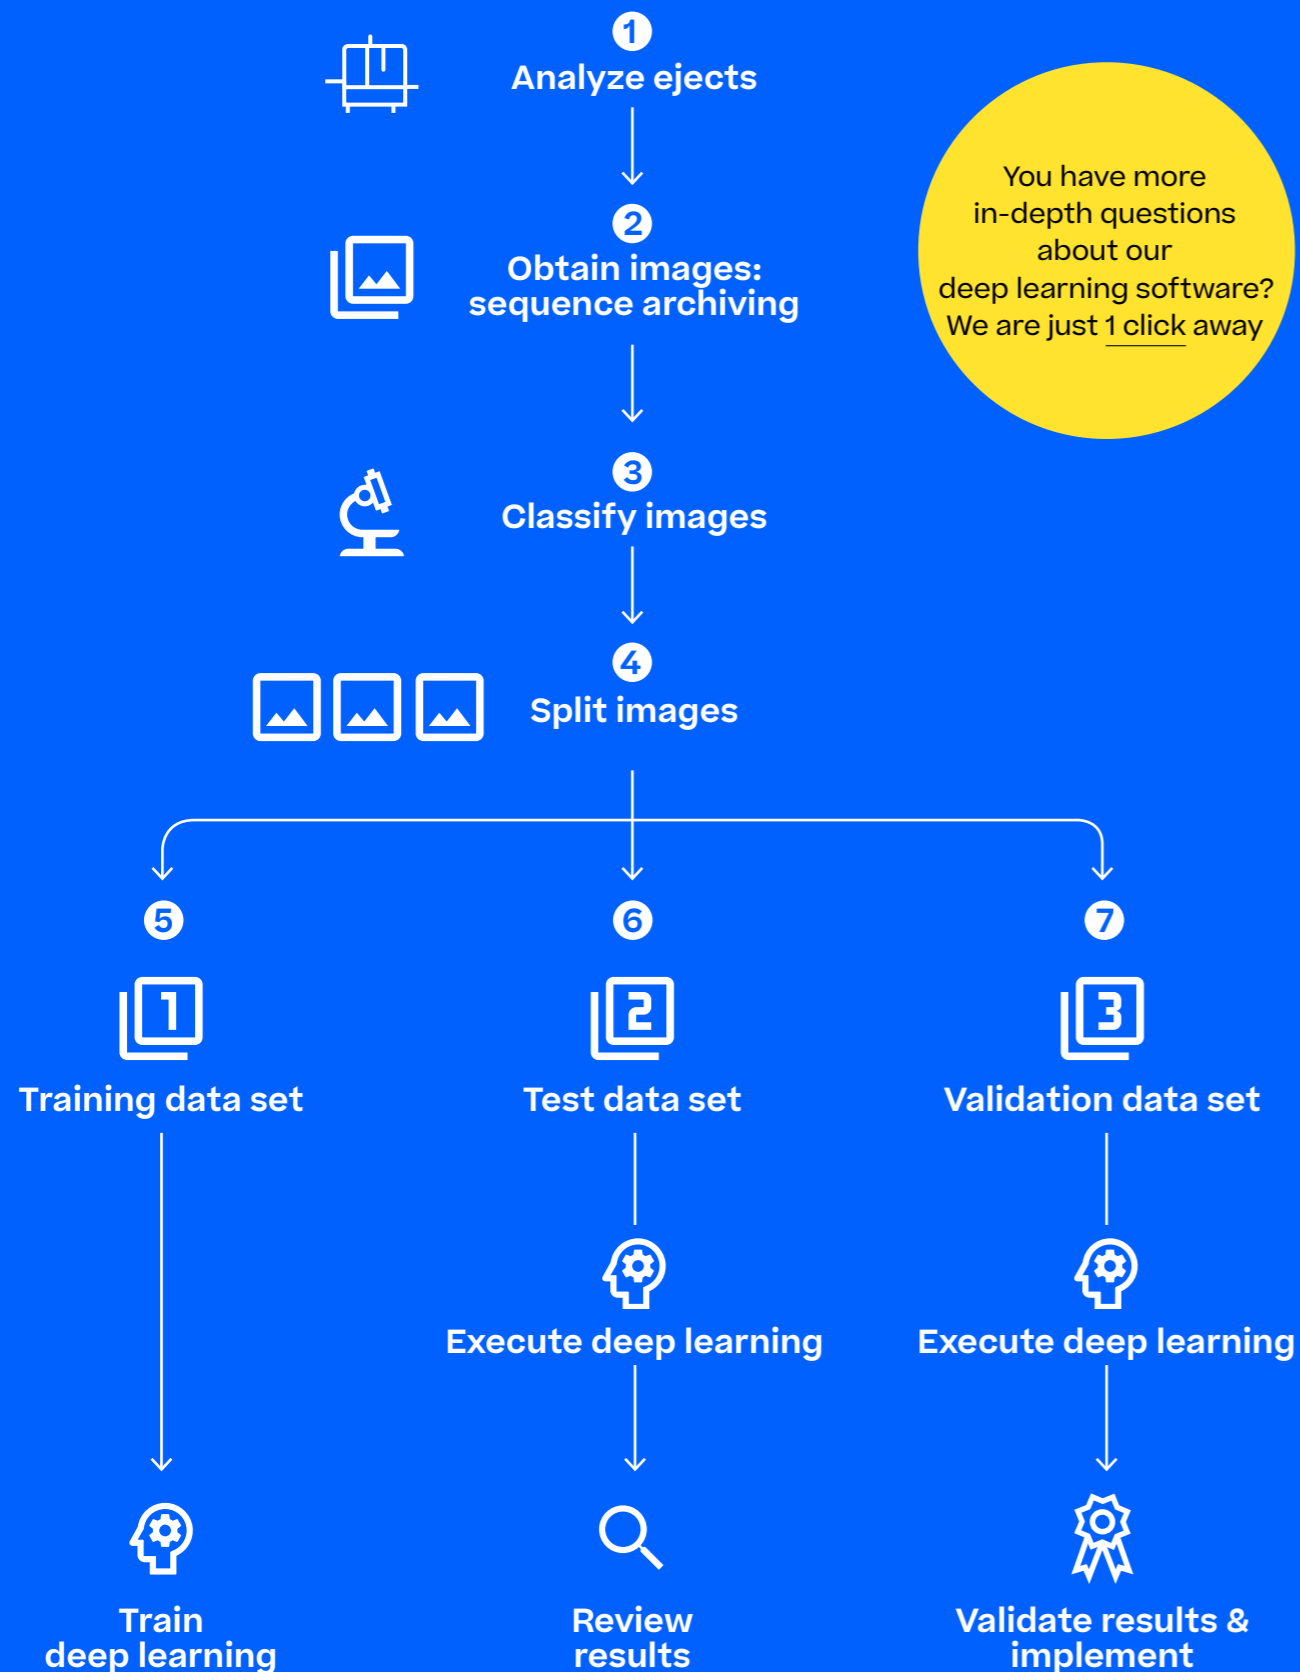 1
Analyze ejects
2
Obtain images:
sequence archiving
You have more
in-depth questions
about our
deep learning software?
We are just 1 click away
3
Classify images
4
Split images
5
6
7
1
2
3
Training data set
Test data set
Validation data set
Execute deep learning
Execute deep learning
Train
deep learning
Review
results
Validate results &
implement